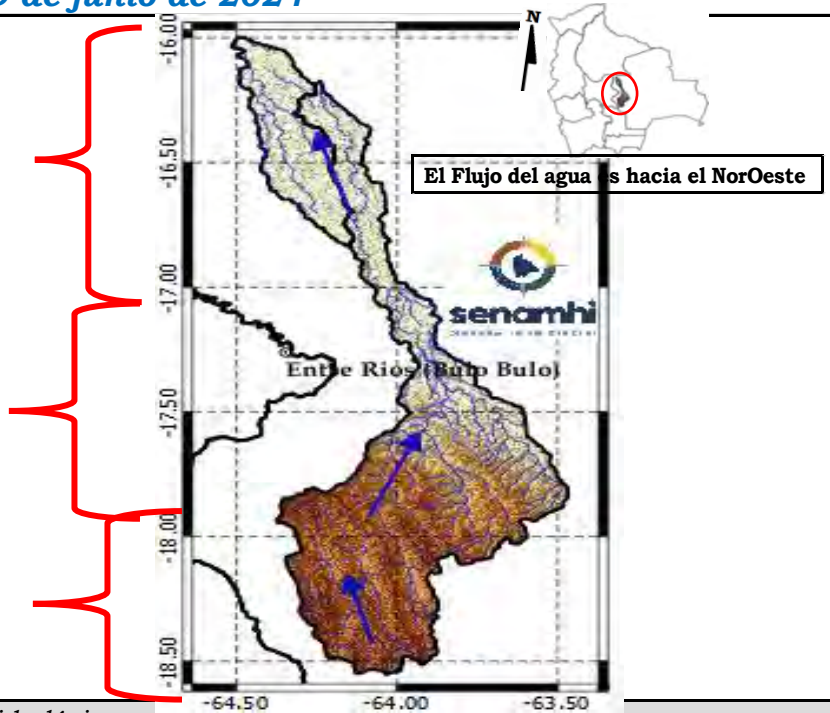 de junio de 2024
N
-16.00
El Flujo del agua es hacia el NorOeste
-16.50
-17.00
senamhi
Entre Rios (Bulo Bulo)
-17.50
-18.00
-18.50
-64.50 -64.00 -63.50